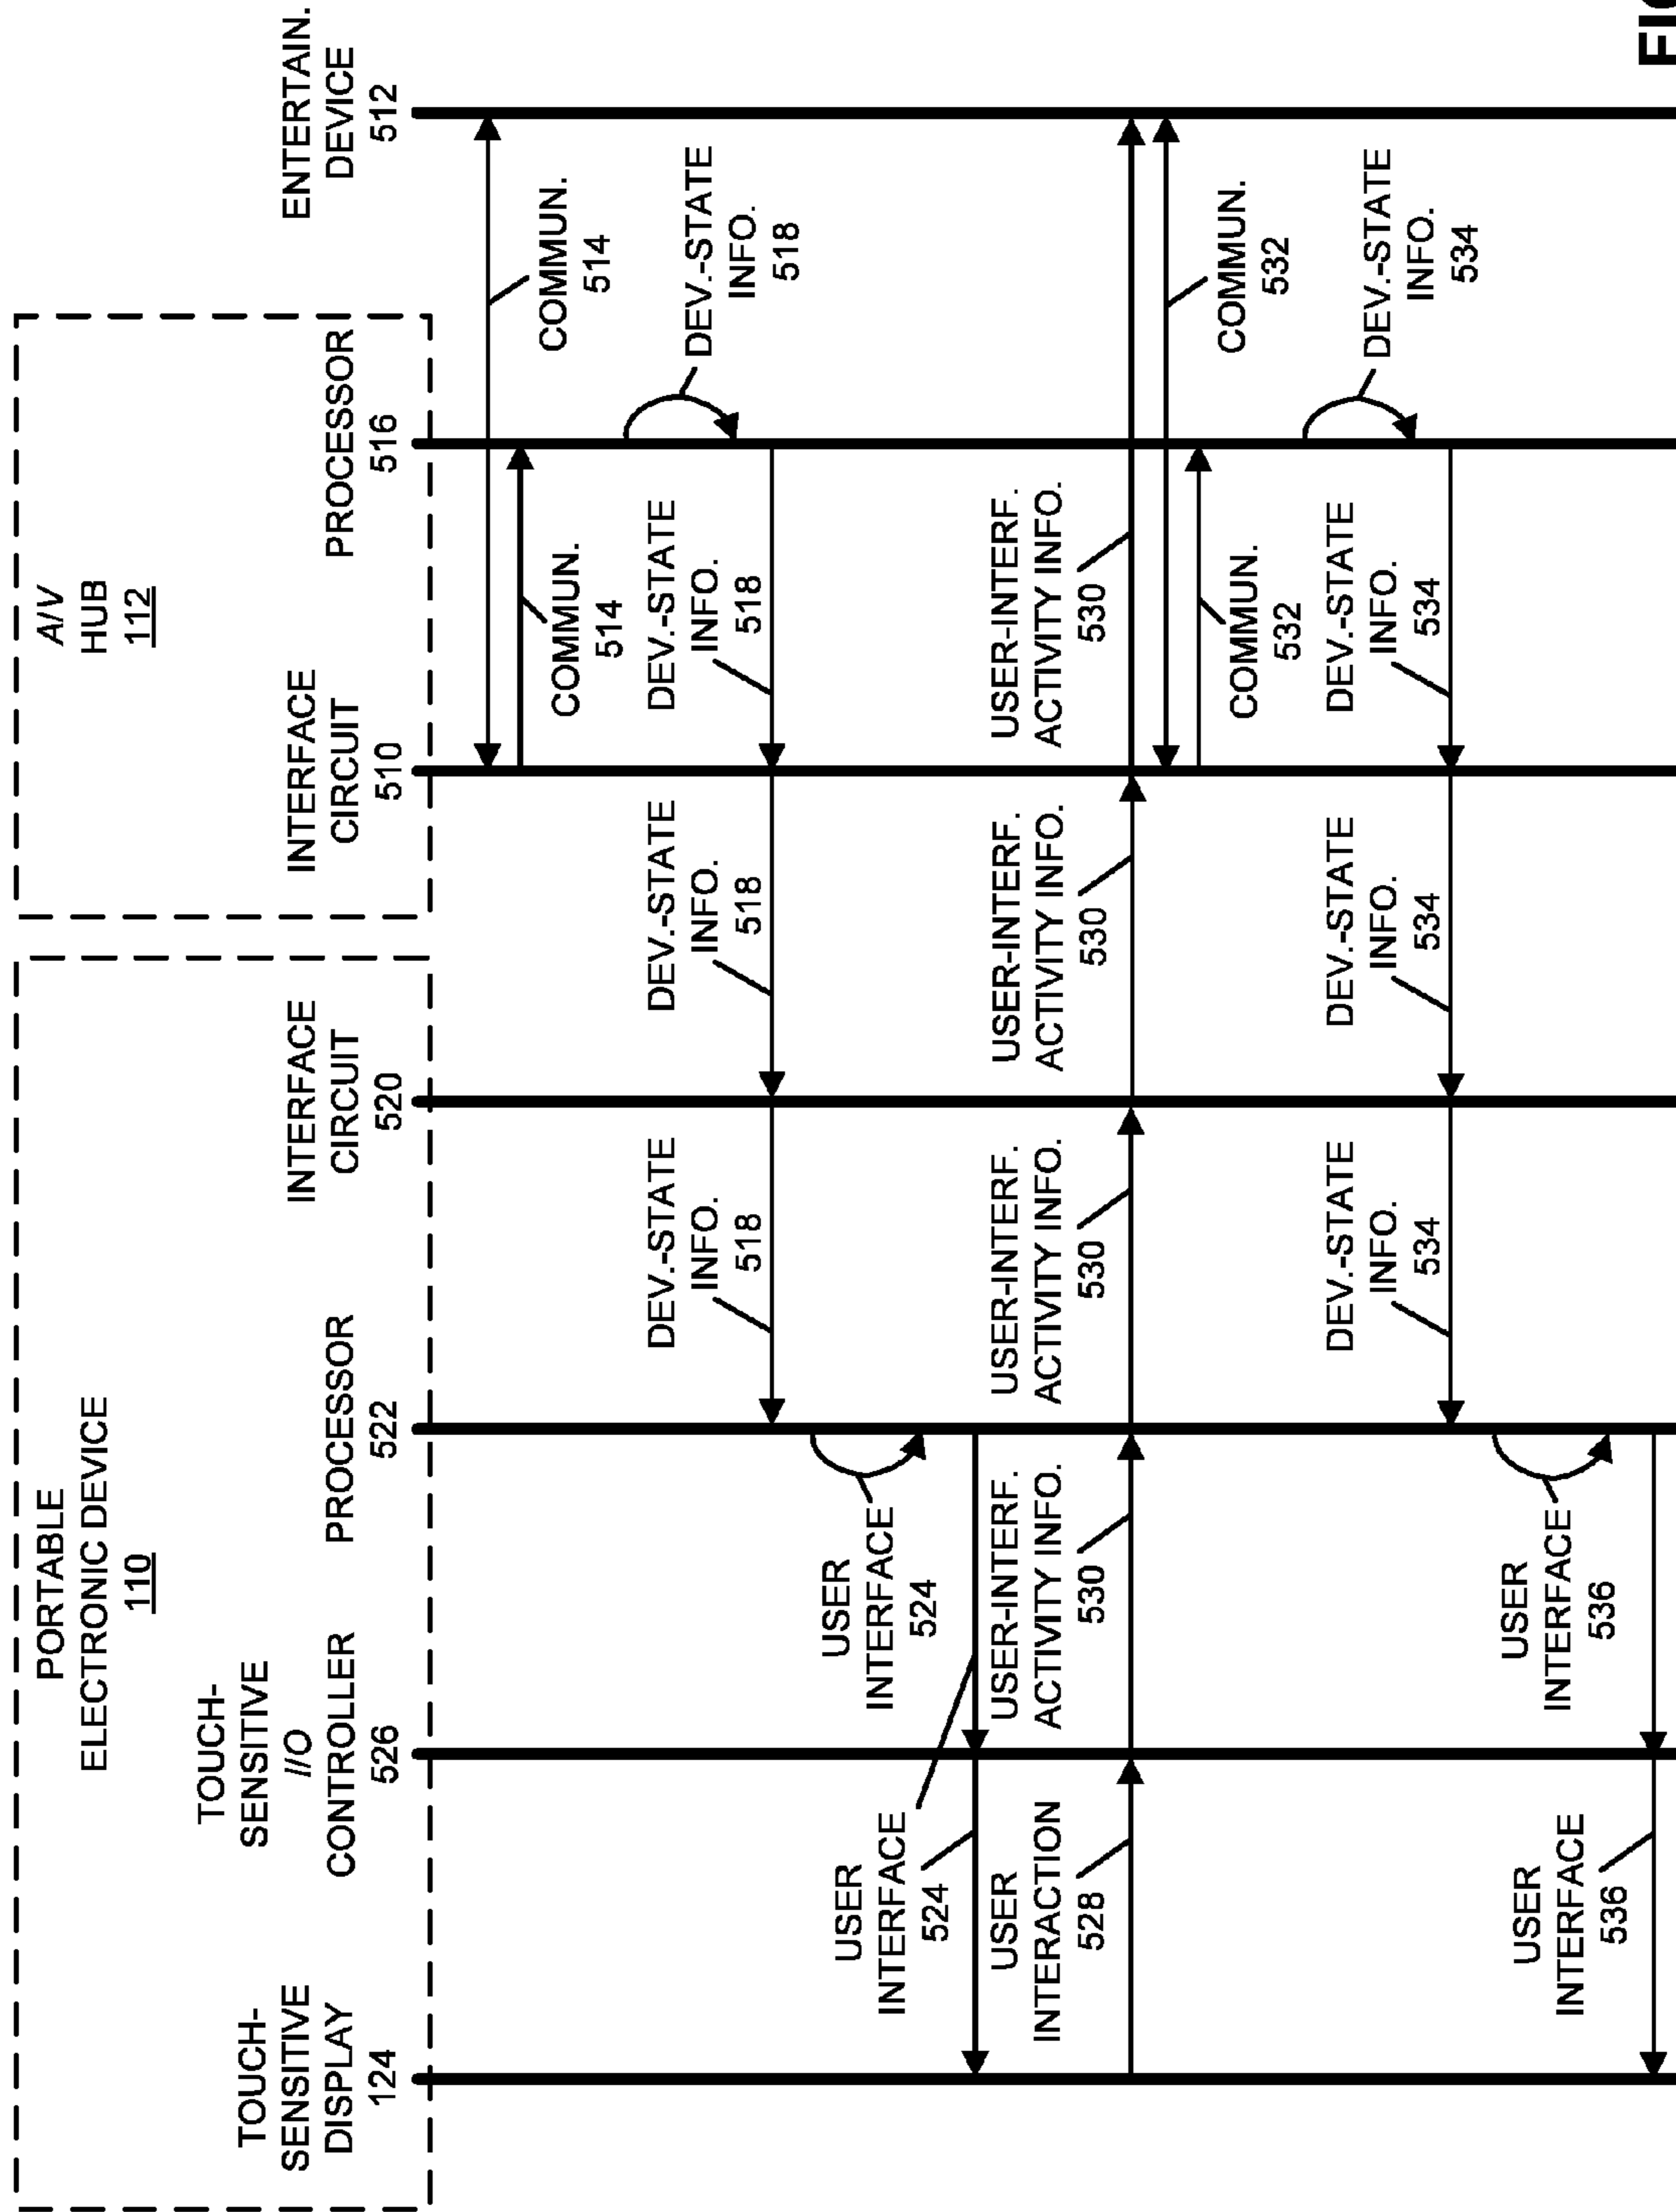 PORTABLE
ELECTRONIC DEVICE
110
A/V
HUB
112
TOUCH-
SENSITIVE
DISPLAY
124
TOUCH-
SENSITIVE
I/O
CONTROLLER
526
PROCESSOR
522
INTERFACE
CIRCUIT
520
INTERFACE
CIRCUIT
510
PROCESSOR
516
ENTERTAIN.
DEVICE
512
COMMUN.
514
COMMUN.
514
DEV.-STATE
INFO.
518
DEV.-STATE
INFO.
518
DEV.-STATE
INFO.
518
DEV.-STATE
INFO.
518
USER
INTERFACE
524
USER
INTERFACE
524
USER
INTERACTION
528
USER-INTERF.
ACTIVITY INFO.
530
USER-INTERF.
ACTIVITY INFO.
530
USER-INTERF.
ACTIVITY INFO.
530
USER-INTERF.
ACTIVITY INFO.
530
COMMUN.
532
COMMUN.
532
DEV.-STATE
INFO.
534
DEV.-STATE
INFO.
534
DEV.-STATE
INFO.
534
DEV.-STATE
INFO.
534
USER
INTERFACE
536
USER
INTERFACE
536